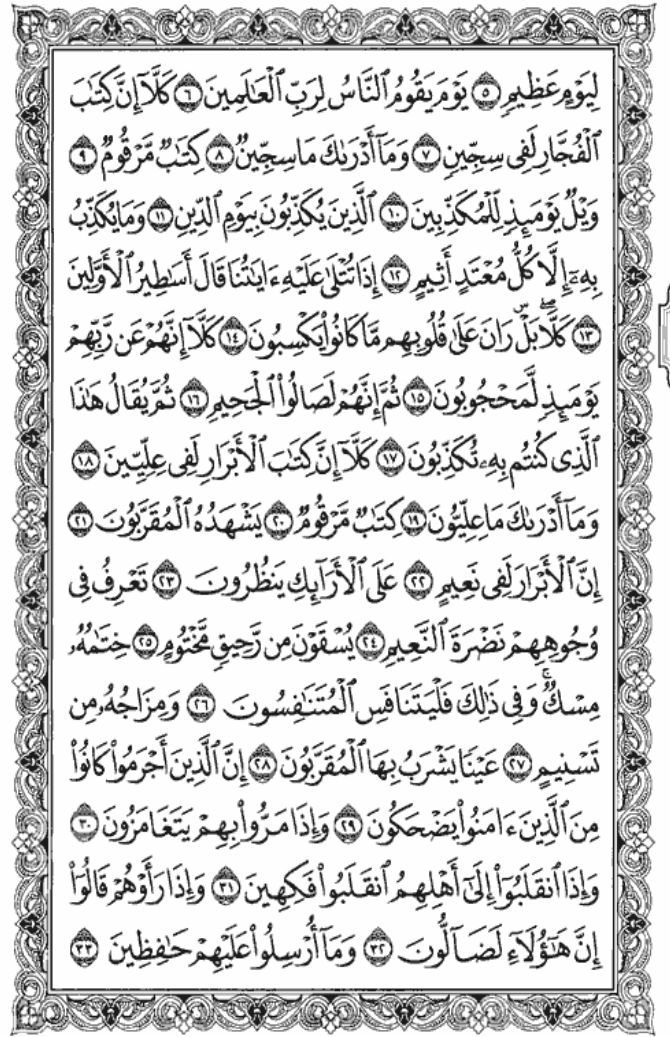 لِيَوْمٍ عَظِيمٍ ٥ يَوْمَ يَقُومُ ٱلنَّاسُ لِرَبِّ ٱلْعَٰلَمِينَ ٦ كَلَّآ إِنَّ كِتَٰبَ
ٱلْفُجَّارِ لَفِى سِجِّينٍ ٧ وَمَآ أَدْرَىٰكَ مَا سِجِّينٌ ٨ كِتَٰبٌ مَّرْقُومٌ ٩
وَيْلٌ يَوْمَئِذٍ لِّلْمُكَذِّبِينَ ١٠ ٱلَّذِينَ يُكَذِّبُونَ بِيَوْمِ ٱلدِّينِ ١١ وَمَا يُكَذِّبُ
بِهِۦٓ إِلَّا كُلُّ مُعْتَدٍ أَثِيمٍ ١٢ إِذَا تُتْلَىٰ عَلَيْهِ ءَايَٰتُنَا قَالَ أَسَٰطِيرُ ٱلْأَوَّلِينَ
١٣ كَلَّا ۖ بَلْ ۜ رَانَ عَلَىٰ قُلُوبِهِم مَّا كَانُوا۟ يَكْسِبُونَ ١٤ كَلَّآ إِنَّهُمْ عَن رَّبِّهِمْ
يَوْمَئِذٍ لَّمَحْجُوبُونَ ١٥ ثُمَّ إِنَّهُمْ لَصَالُوا۟ ٱلْجَحِيمِ ١٦ ثُمَّ يُقَالُ هَٰذَا
ٱلَّذِى كُنتُم بِهِۦ تُكَذِّبُونَ ١٧ كَلَّآ إِنَّ كِتَٰبَ ٱلْأَبْرَارِ لَفِى عِلِّيِّينَ ١٨
وَمَآ أَدْرَىٰكَ مَا عِلِّيُّونَ ١٩ كِتَٰبٌ مَّرْقُومٌ ٢٠ يَشْهَدُهُ ٱلْمُقَرَّبُونَ ٢١
إِنَّ ٱلْأَبْرَارَ لَفِى نَعِيمٍ ٢٢ عَلَى ٱلْأَرَآئِكِ يَنظُرُونَ ٢٣ تَعْرِفُ فِى
وُجُوهِهِمْ نَضْرَةَ ٱلنَّعِيمِ ٢٤ يُسْقَوْنَ مِن رَّحِيقٍ مَّخْتُومٍ ٢٥ خِتَٰمُهُۥ
مِسْكٌ ۚ وَفِى ذَٰلِكَ فَلْيَتَنَافَسِ ٱلْمُتَنَٰفِسُونَ ٢٦ وَمِزَاجُهُۥ مِن
تَسْنِيمٍ ٢٧ عَيْنًا يَشْرَبُ بِهَا ٱلْمُقَرَّبُونَ ٢٨ إِنَّ ٱلَّذِينَ أَجْرَمُوا۟ كَانُوا۟
مِنَ ٱلَّذِينَ ءَامَنُوا۟ يَضْحَكُونَ ٢٩ وَإِذَا مَرُّوا۟ بِهِمْ يَتَغَامَزُونَ ٣٠
وَإِذَا ٱنقَلَبُوٓا۟ إِلَىٰٓ أَهْلِهِمُ ٱنقَلَبُوا۟ فَكِهِينَ ٣١ وَإِذَا رَأَوْهُمْ قَالُوٓا۟
إِنَّ هَٰٓؤُلَآءِ لَضَآلُّونَ ٣٢ وَمَآ أُرْسِلُوا۟ عَلَيْهِمْ حَٰفِظِينَ ٣٣